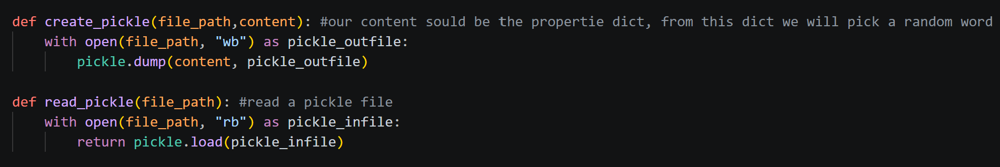 def create_pickle(file_path,content): #our content sould be the propertie dict, from this dict we will pick a random word
    with open(file_path, "wb") as pickle_outfile:
        pickle.dump(content, pickle_outfile)

def read_pickle(file_path): #read a pickle file
    with open(file_path, "rb") as pickle_infile:
        return pickle.load(pickle_infile)